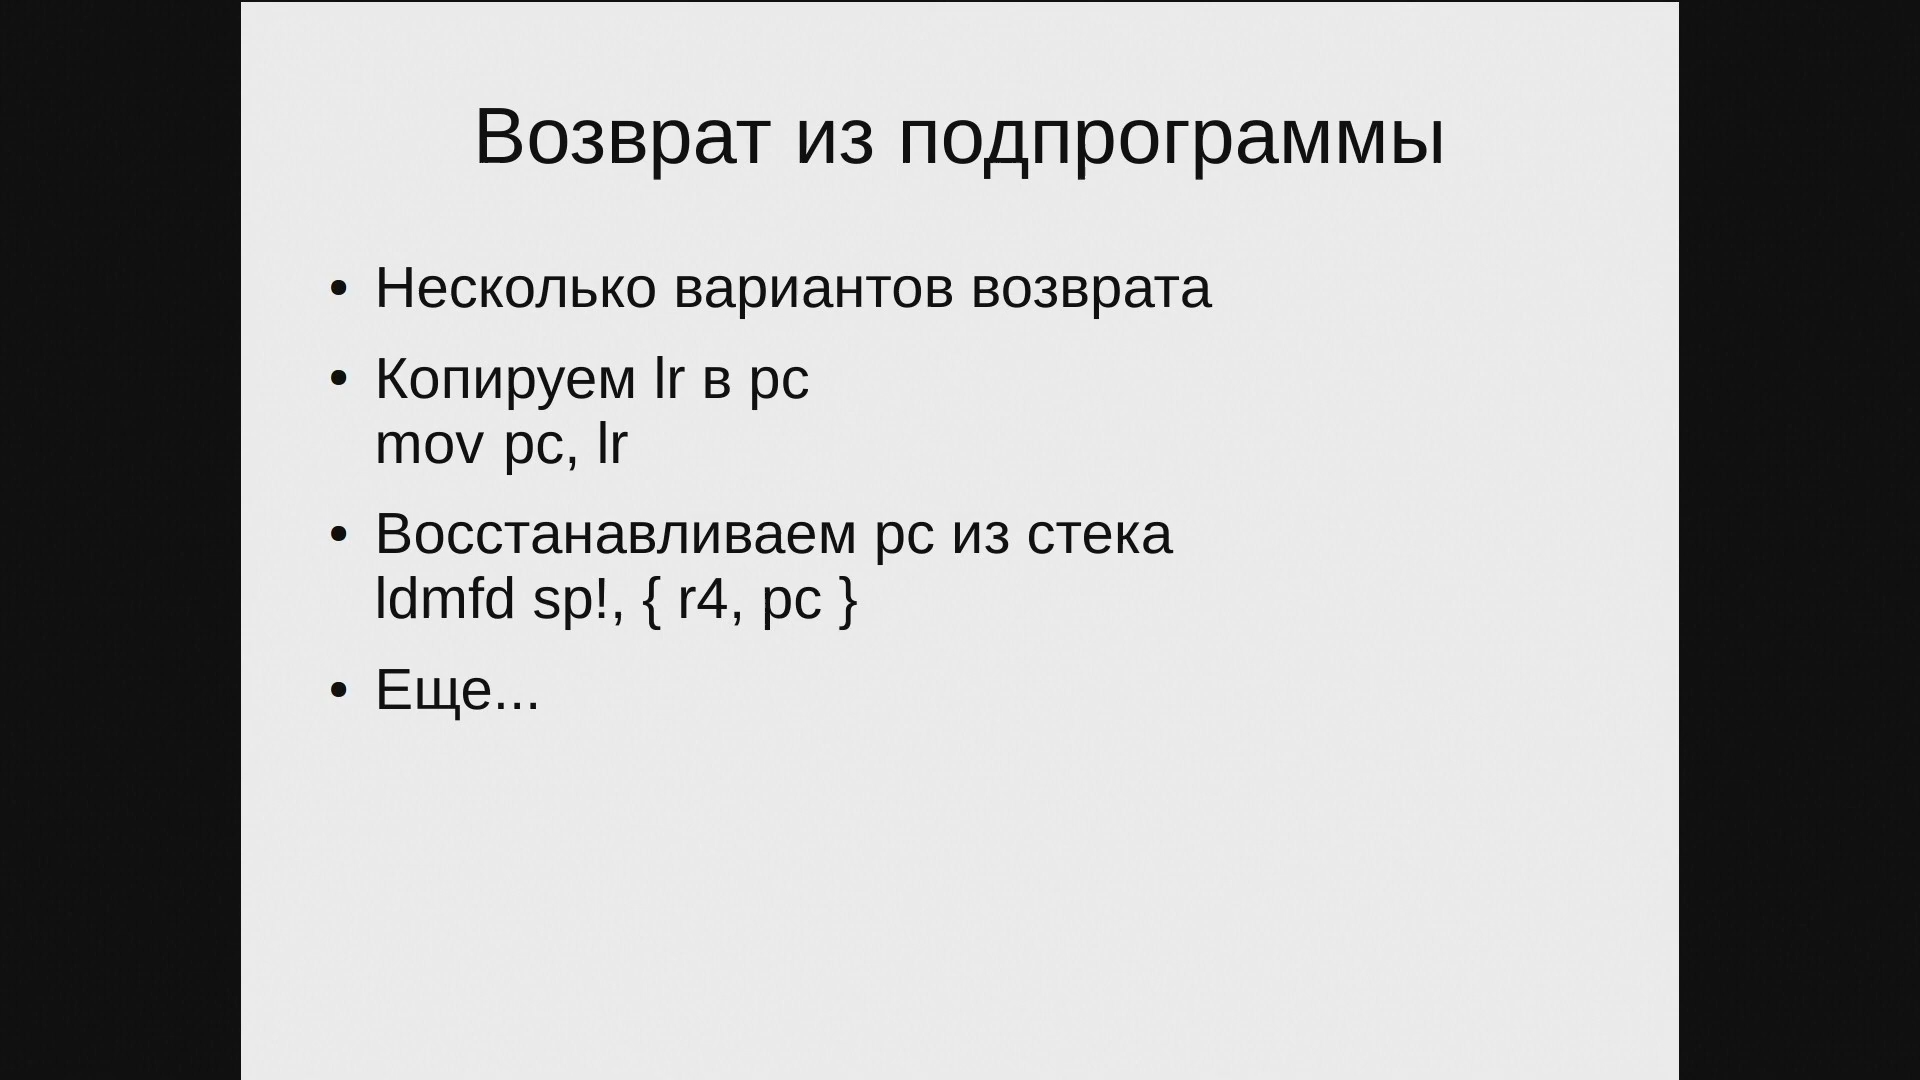 Возврат из подпрограммы
• Несколько вариантов возврата
• Копируем lr в pc
mov pc, lr
• Восстанавливаем pc из стека
ldmfd sp!, { r4, pc }
• Еще...